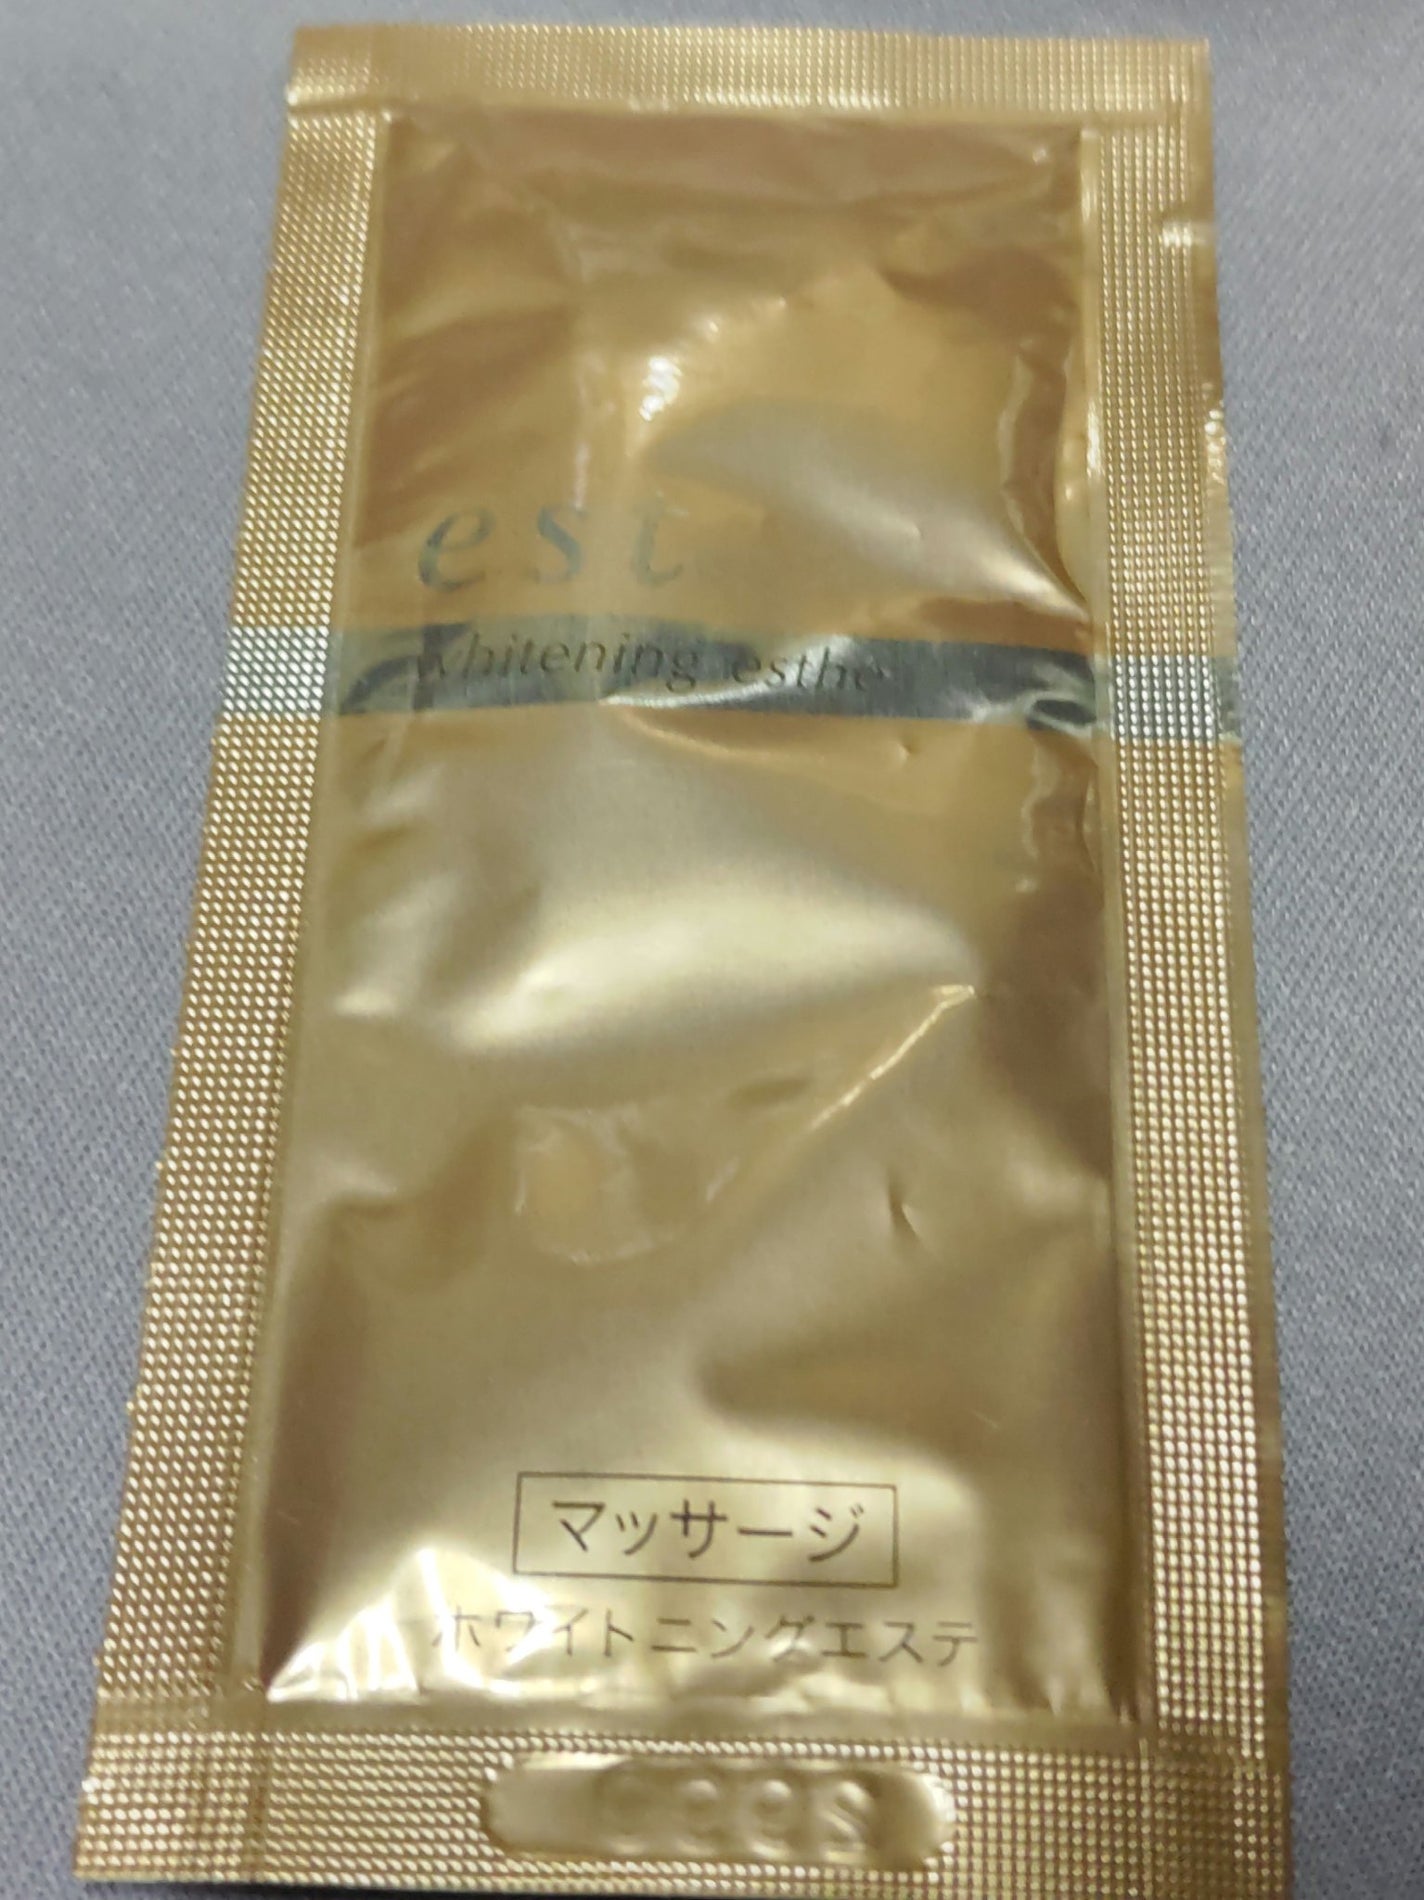 est
whitening esthe
マッサージ
ホワイトニングエステ